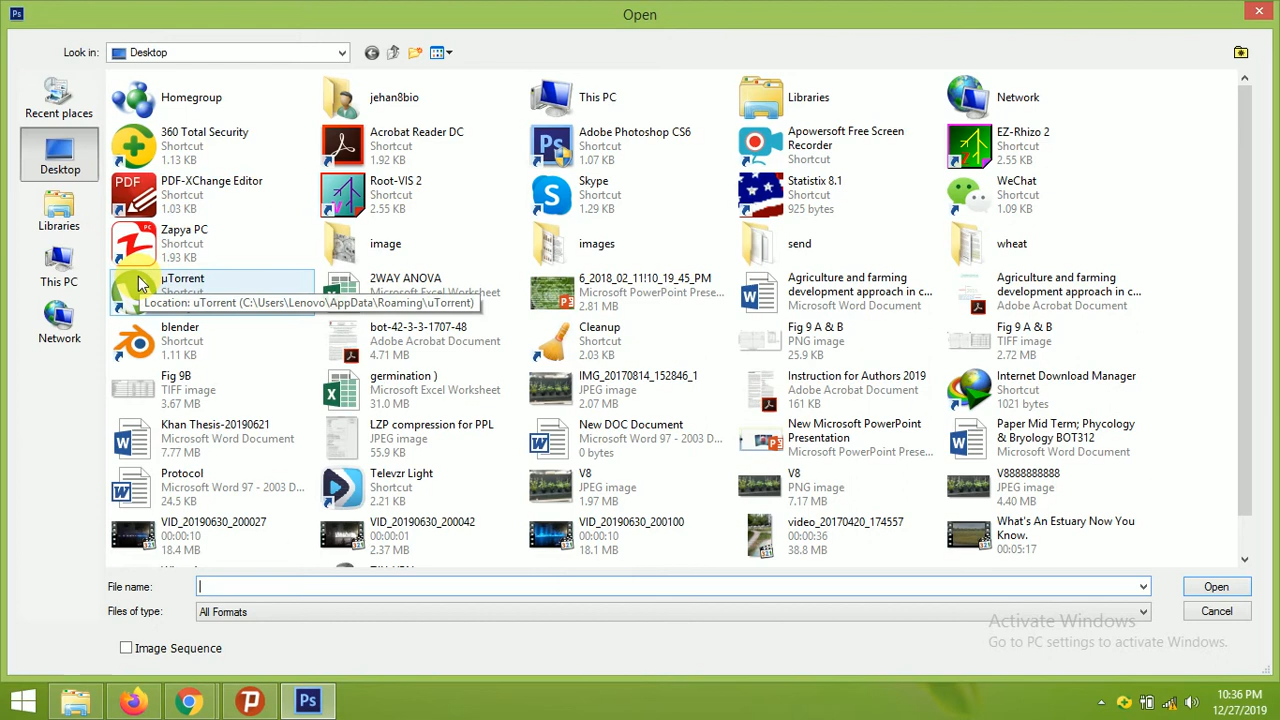 Open
Look in:
Desktop
Recent places
Desktop
Libraries
This PC
Network
Homegroup
jehan8bio
This PC
Libraries
Network
360 Total Security
Shortcut
1.13 KB
Acrobat Reader DC
Shortcut
1.92 KB
Adobe Photoshop CS6
Shortcut
1.07 KB
Apowersoft Free Screen
Recorder
Shortcut
EZ-Rhizo 2
Shortcut
2.55 KB
PDF-XChange Editor
Shortcut
1.03 KB
Root-VIS 2
Shortcut
2.55 KB
Skype
Shortcut
1.29 KB
Statistix 8.1
Shortcut
925 bytes
WeChat
Shortcut
1.09 KB
Zapya PC
Shortcut
1.93 KB
image
images
send
wheat
µTorrent
Shortcut
Location: uTorrent (C:\Users\Lenovo\AppData\Roaming\uTorrent)
2WAY ANOVA
Microsoft Excel Worksheet
6_2018_02_11!10_19_45_PM
Microsoft PowerPoint Prese...
2.81 MB
Agriculture and farming
development approach in c...
Microsoft Word Document
Agriculture and farming
development approach in c...
Adobe Acrobat Document
blender
Shortcut
1.11 KB
bot-42-3-3-1707-48
Adobe Acrobat Document
4.71 MB
Cleanup
Shortcut
2.03 KB
Fig 9 A & B
PNG image
25.9 KB
Fig 9 A & B
TIFF image
2.72 MB
Fig 9B
TIFF image
3.67 MB
germination )
Microsoft Excel Worksheet
31.0 MB
IMG_20170814_152846_1
JPEG image
2.07 MB
Instruction for Authors 2019
Adobe Acrobat Document
161 KB
Internet Download Manager
Shortcut
1021 bytes
Khan Thesis-20190621
Microsoft Word Document
7.77 MB
LZP compression for PPL
JPEG image
55.9 KB
New DOC Document
Microsoft Word 97 - 2003 D...
0 bytes
New Microsoft PowerPoint
Presentation
Microsoft PowerPoint Prese...
Paper Mid Term; Phycology
& Bryology BOT312
Microsoft Word Document
Protocol
Microsoft Word 97 - 2003 D...
24.5 KB
Televzr Light
Shortcut
2.21 KB
V8
JPEG image
1.97 MB
V8
PNG image
7.17 MB
V8888888888
JPEG image
4.40 MB
VID_20190630_200027
00:00:10
18.4 MB
VID_20190630_200042
00:00:01
2.37 MB
VID_20190630_200100
00:00:10
18.1 MB
video_20170420_174557
00:00:36
38.8 MB
What's An Estuary Now You
Know.
00:05:17
File name:
Open
Files of type:
All Formats
Cancel
Image Sequence
Activate Windows
Go to PC settings to activate Windows.
10:36 PM
12/27/2019